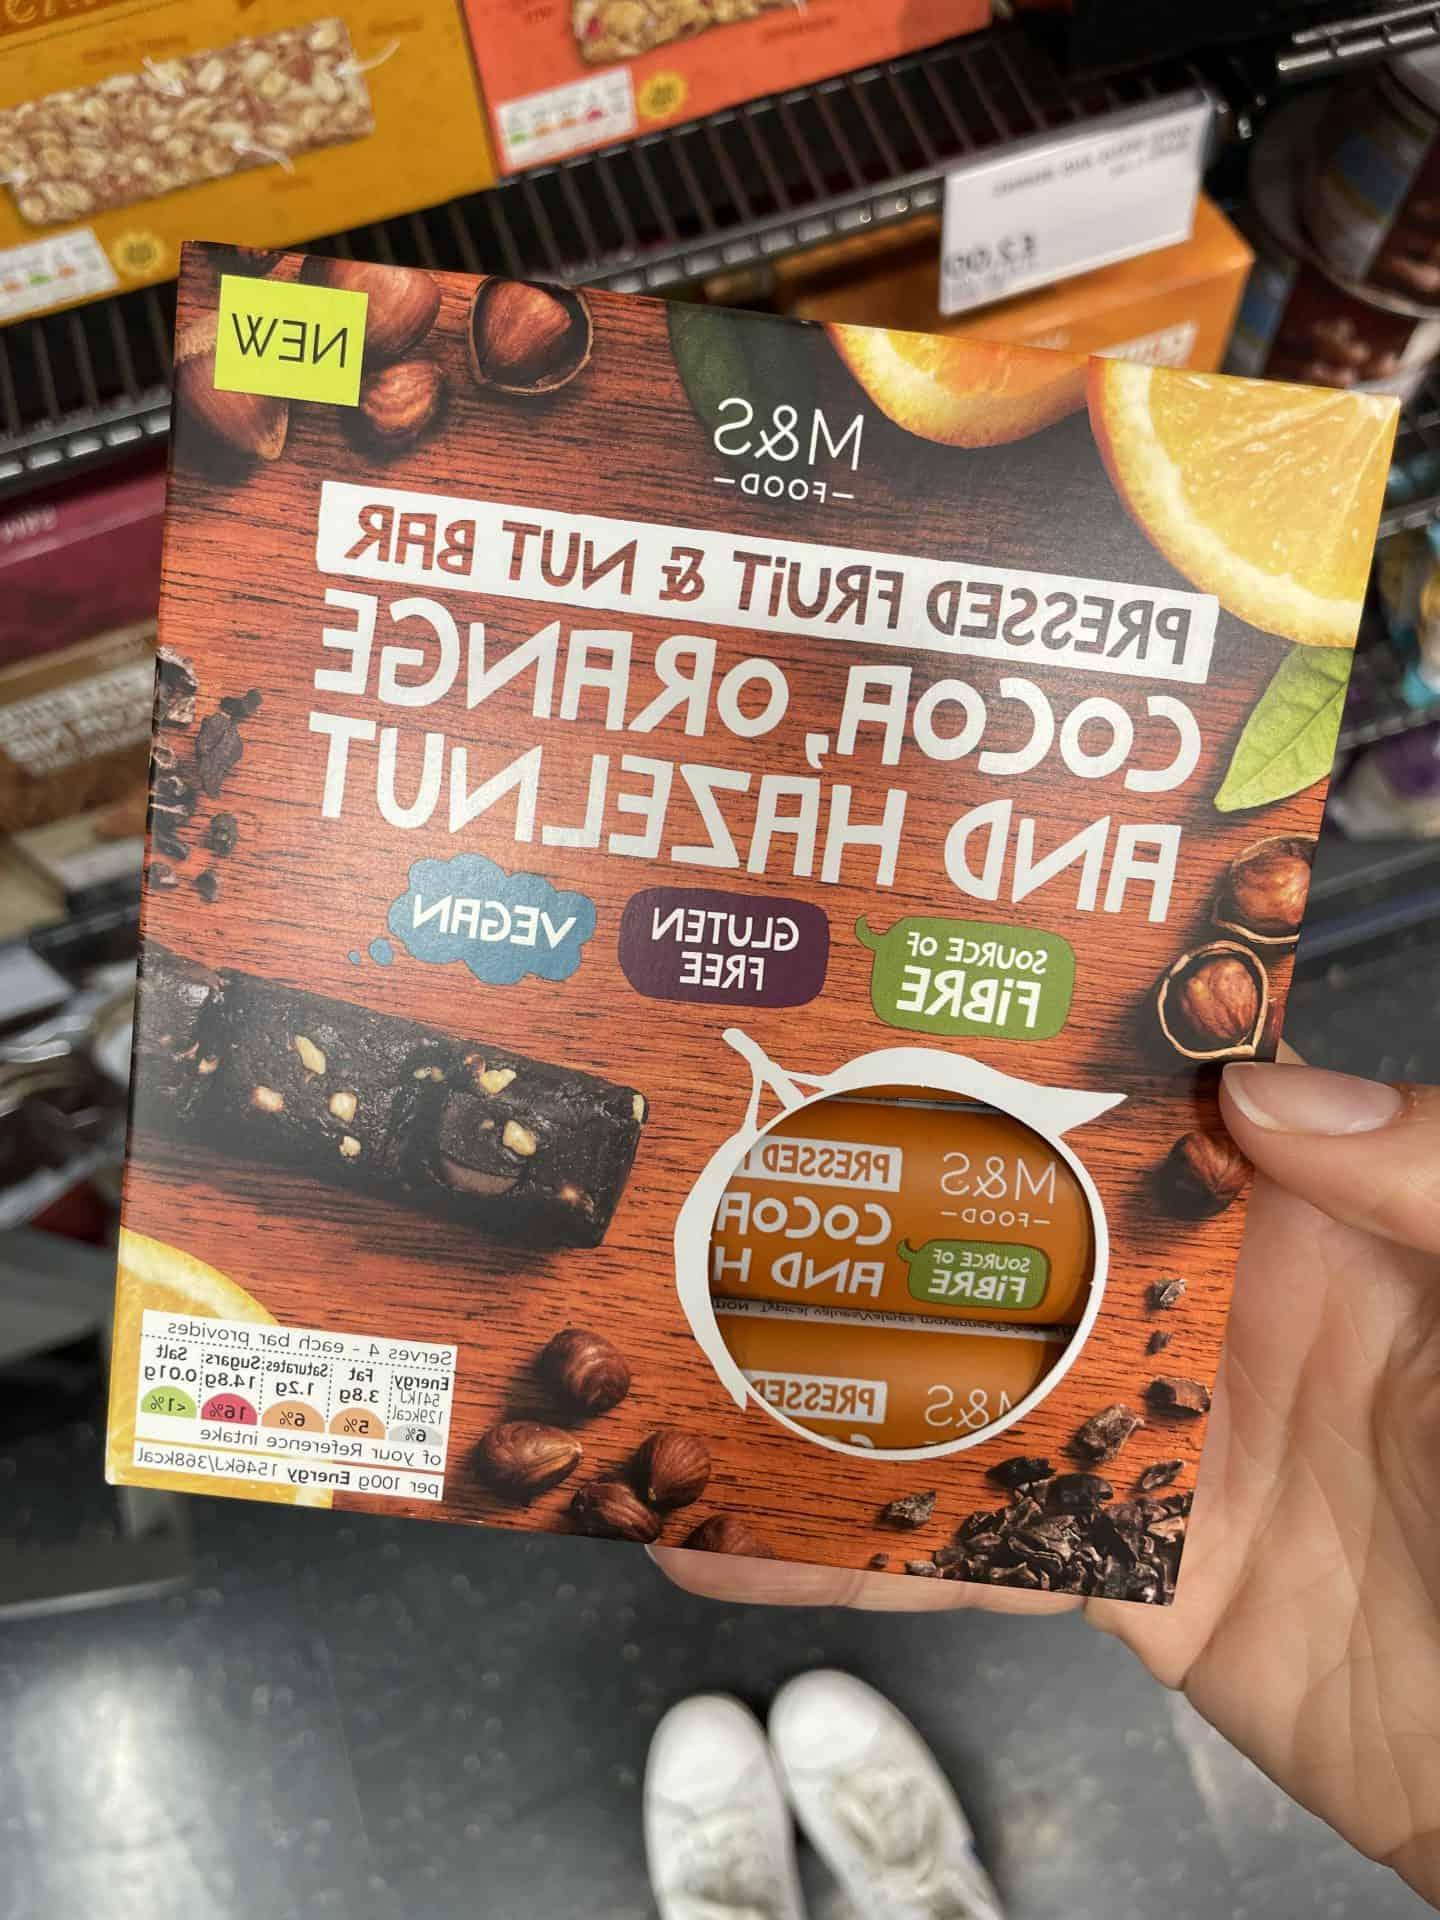 NEW
M&S
FOOD
PRESSED FRUIT & NUT BAR
COCOA, ORANGE
AND HAZELNUT
SOURCE OF
FIBRE
GLUTEN
FREE
VEGAN
M&S
FOOD
PRESSED
COCOA
AND H
SOURCE OF
FIBRE
M&S
PRESSED
Serves 4 - each bar provides
Energy Fat Saturates Sugars Salt
541kJ 3.8g 1.2g 14.8g 0.01g
129kcal
6% 5% 6% 16% <1%
of your Reference intake
per 100g Energy 1546kJ/368kcal
£2.00